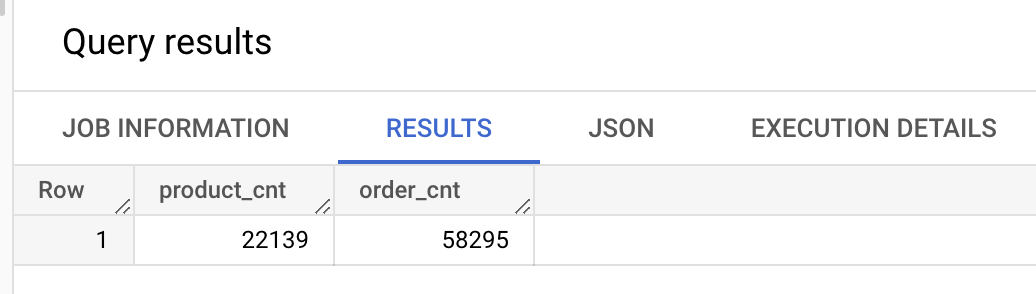 Query results
JOB INFORMATION RESULTS JSON EXECUTION DETAILS
Row product_cnt order_cnt
1 22139 58295